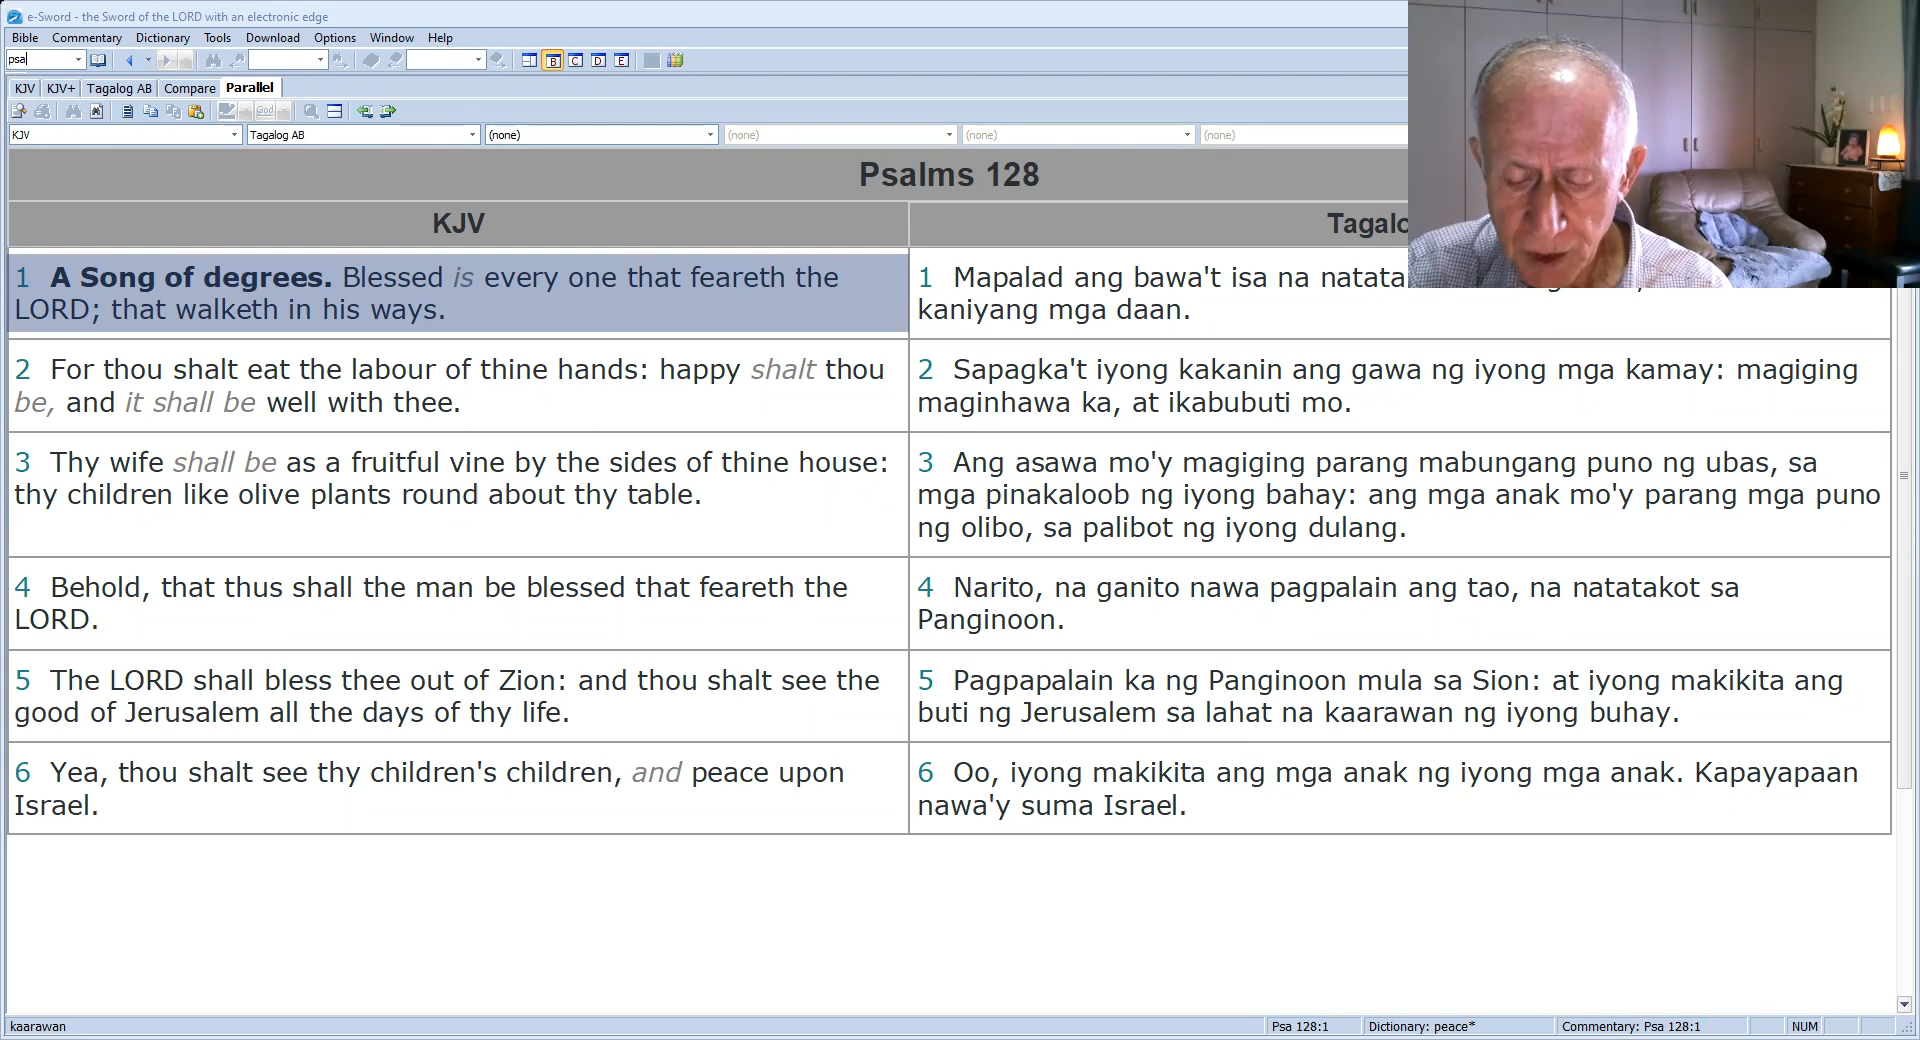 e-Sword - the Sword of the LORD with an electronic edge
Bible Commentary Dictionary Tools Download Options Window Help
psa
B C D E
KJV KJV+ Tagalog AB Compare Parallel
God
KJV Tagalog AB (none) (none) (none) (none)
Psalms 128
KJV
Tagalo
1 A Song of degrees. Blessed is every one that feareth the
LORD; that walketh in his ways.
1 Mapalad ang bawa't isa na natata
kaniyang mga daan.
2 For thou shalt eat the labour of thine hands: happy shalt thou
be, and it shall be well with thee.
2 Sapagka't iyong kakanin ang gawa ng iyong mga kamay: magiging
maginhawa ka, at ikabubuti mo.
3 Thy wife shall be as a fruitful vine by the sides of thine house:
thy children like olive plants round about thy table.
3 Ang asawa mo'y magiging parang mabungang puno ng ubas, sa
mga pinakaloob ng iyong bahay: ang mga anak mo'y parang mga puno
ng olibo, sa palibot ng iyong dulang.
4 Behold, that thus shall the man be blessed that feareth the
LORD.
4 Narito, na ganito nawa pagpalain ang tao, na natatakot sa
Panginoon.
5 The LORD shall bless thee out of Zion: and thou shalt see the
good of Jerusalem all the days of thy life.
5 Pagpapalain ka ng Panginoon mula sa Sion: at iyong makikita ang
buti ng Jerusalem sa lahat na kaarawan ng iyong buhay.
6 Yea, thou shalt see thy children's children, and peace upon
Israel.
6 Oo, iyong makikita ang mga anak ng iyong mga anak. Kapayapaan
nawa'y suma Israel.
kaarawan Psa 128:1 Dictionary: peace* Commentary: Psa 128:1 NUM